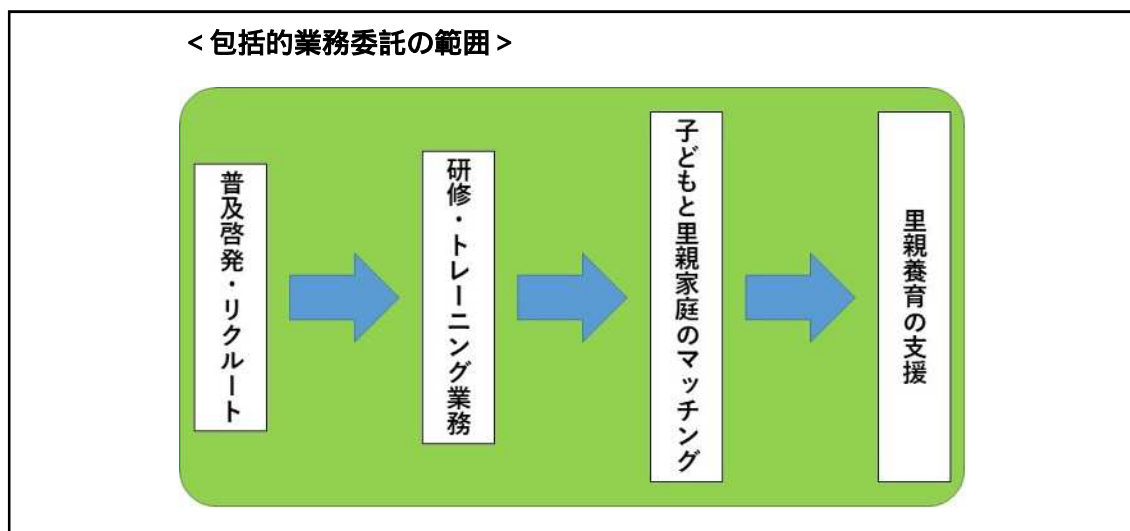 <包括的業務委託の範囲>
普及啓発・リクルート
研修・トレーニング業務
子どもと里親家庭のマッチング
里親養育の支援